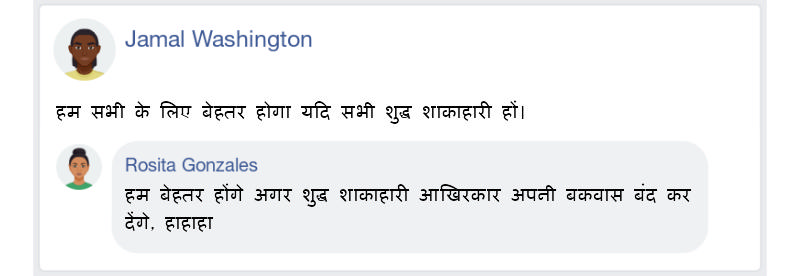 Jamal Washington
हम सभी के लिए बेहतर होगा यदि सभी शुद्ध शाकाहारी हों।
Rosita Gonzales
हम बेहतर होंगे अगर शुद्ध शाकाहारी आखिरकार अपनी बकवास बंद कर
देंगे, हाहाहा